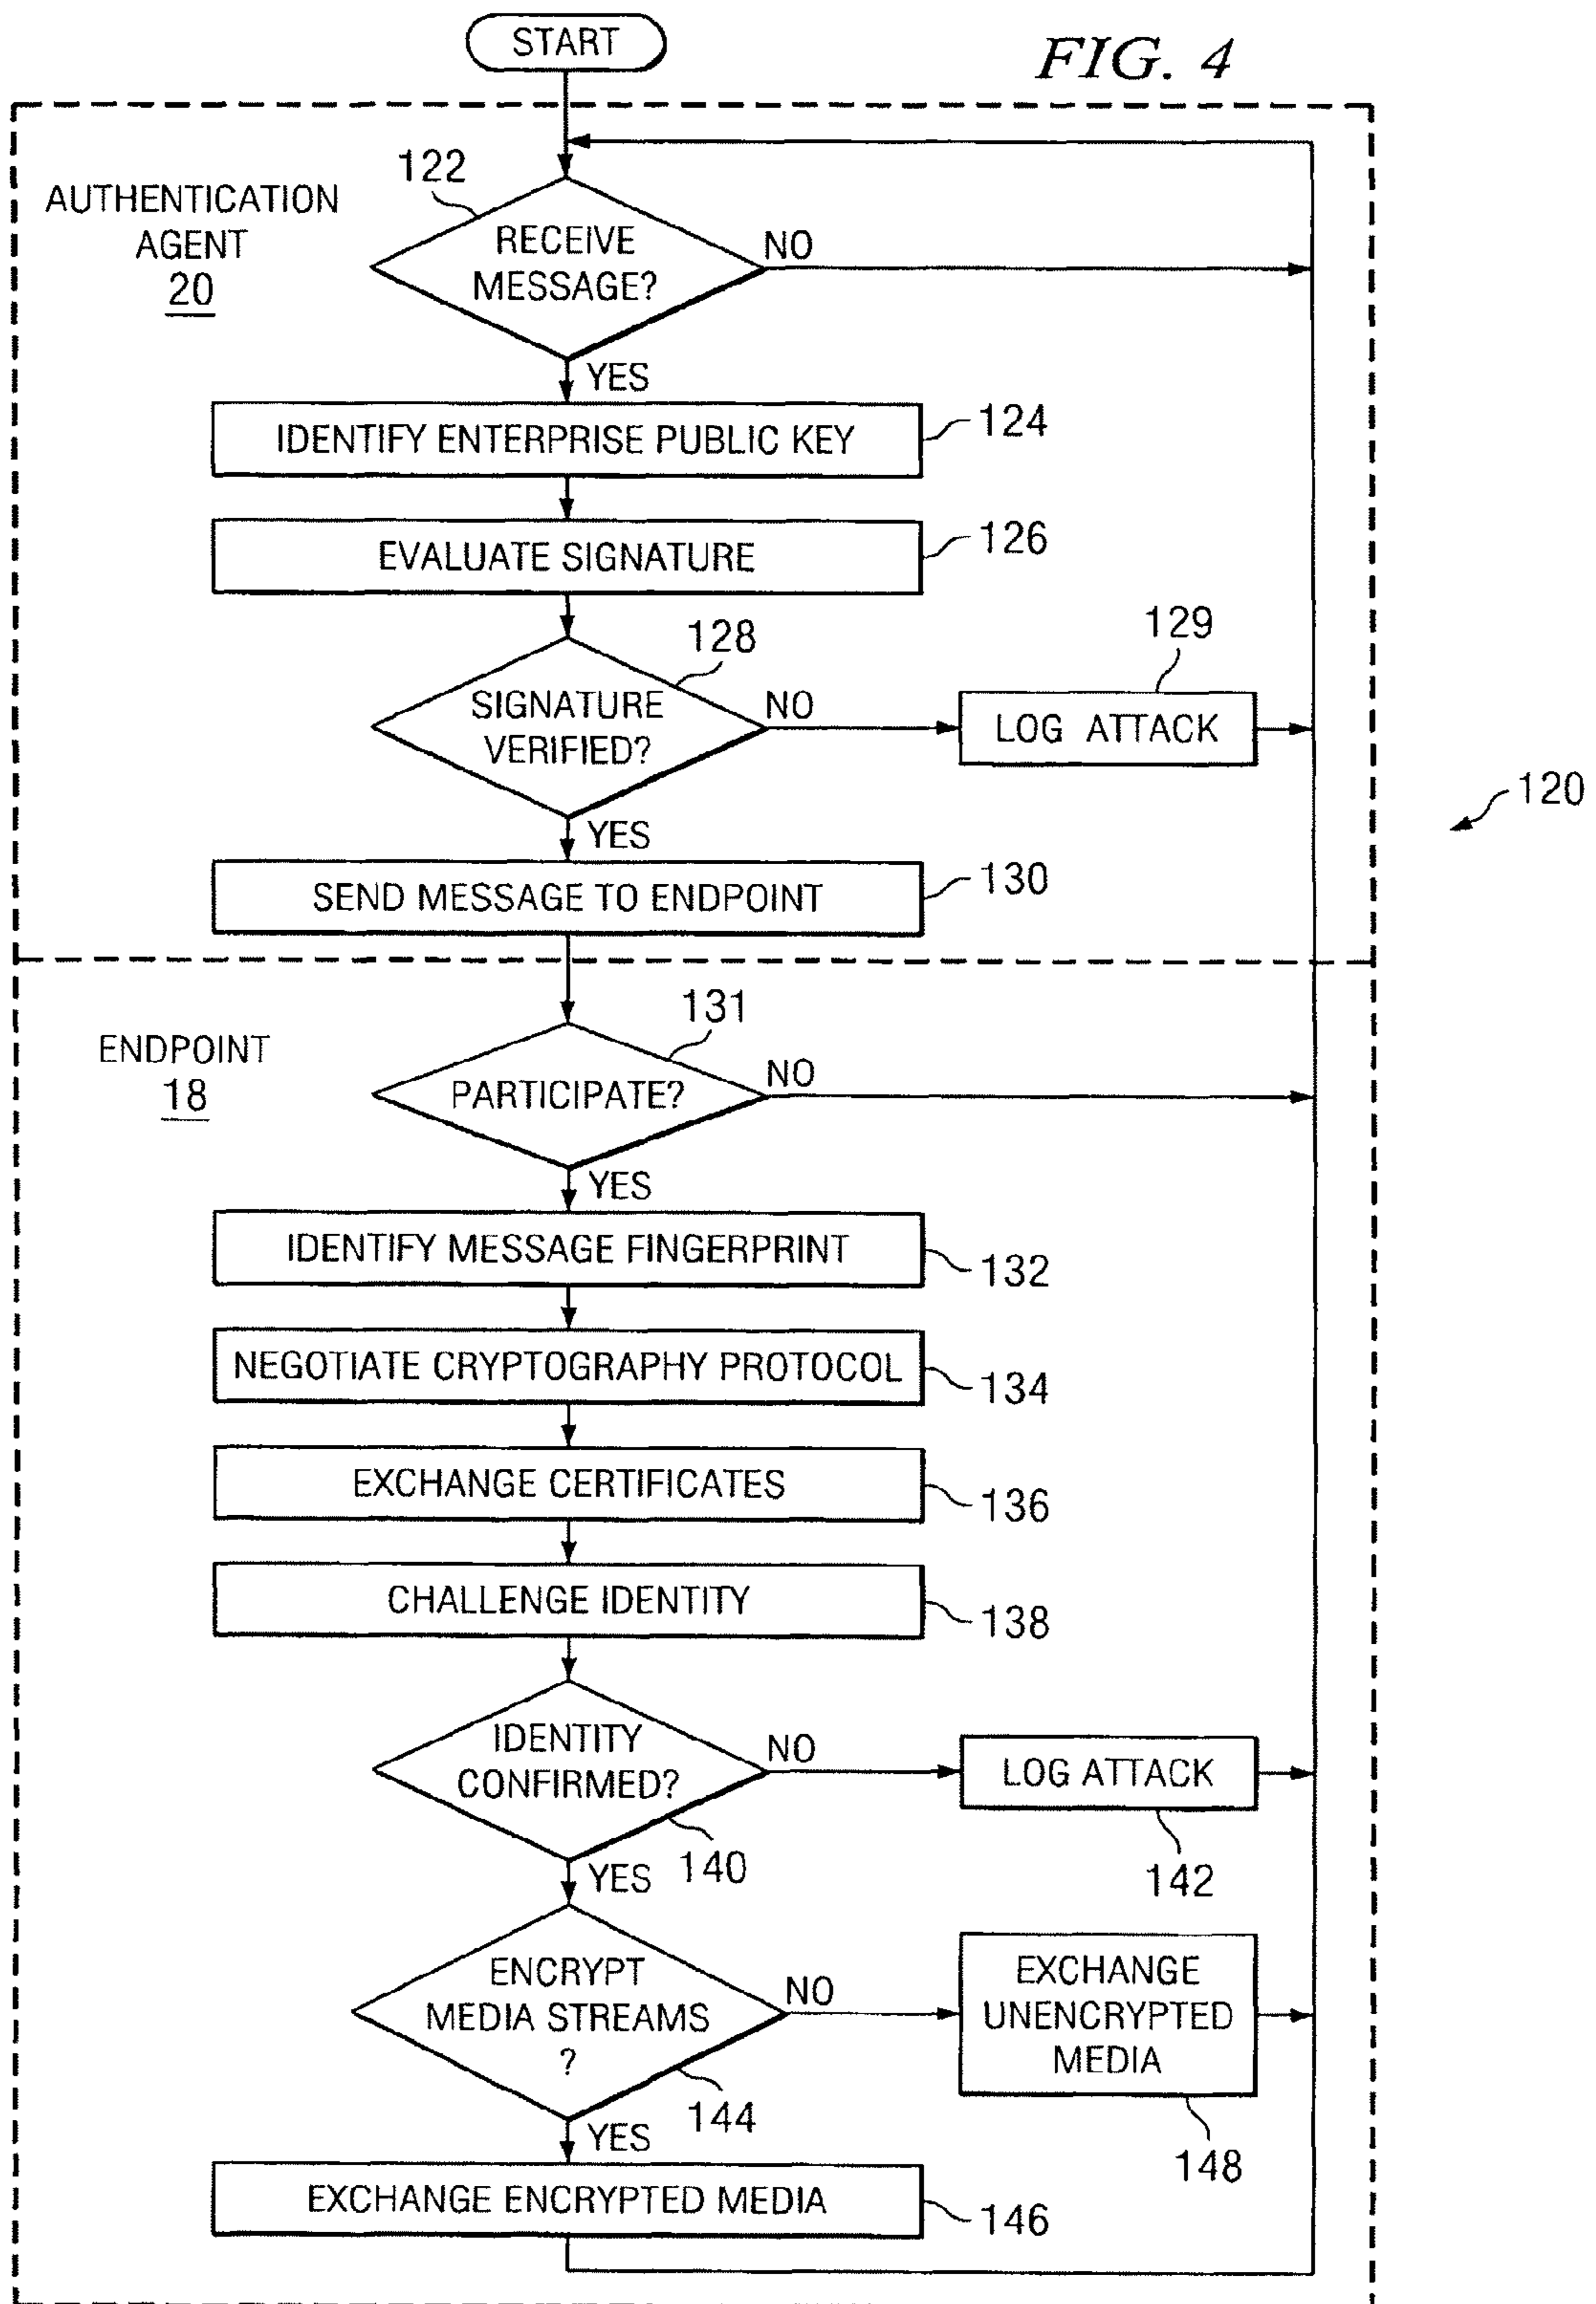 START
FIG. 4
AUTHENTICATION
AGENT
20
122
RECEIVE
MESSAGE?
NO
YES
IDENTIFY ENTERPRISE PUBLIC KEY
124
EVALUATE SIGNATURE
126
128
SIGNATURE
VERIFIED?
NO
129
LOG ATTACK
120
YES
SEND MESSAGE TO ENDPOINT
130
ENDPOINT
18
131
PARTICIPATE?
NO
YES
IDENTIFY MESSAGE FINGERPRINT
132
NEGOTIATE CRYPTOGRAPHY PROTOCOL
134
EXCHANGE CERTIFICATES
136
CHALLENGE IDENTITY
138
IDENTITY
CONFIRMED?
NO
LOG ATTACK
140
142
YES
ENCRYPT
MEDIA STREAMS
?
NO
EXCHANGE
UNENCRYPTED
MEDIA
144
148
YES
EXCHANGE ENCRYPTED MEDIA
146